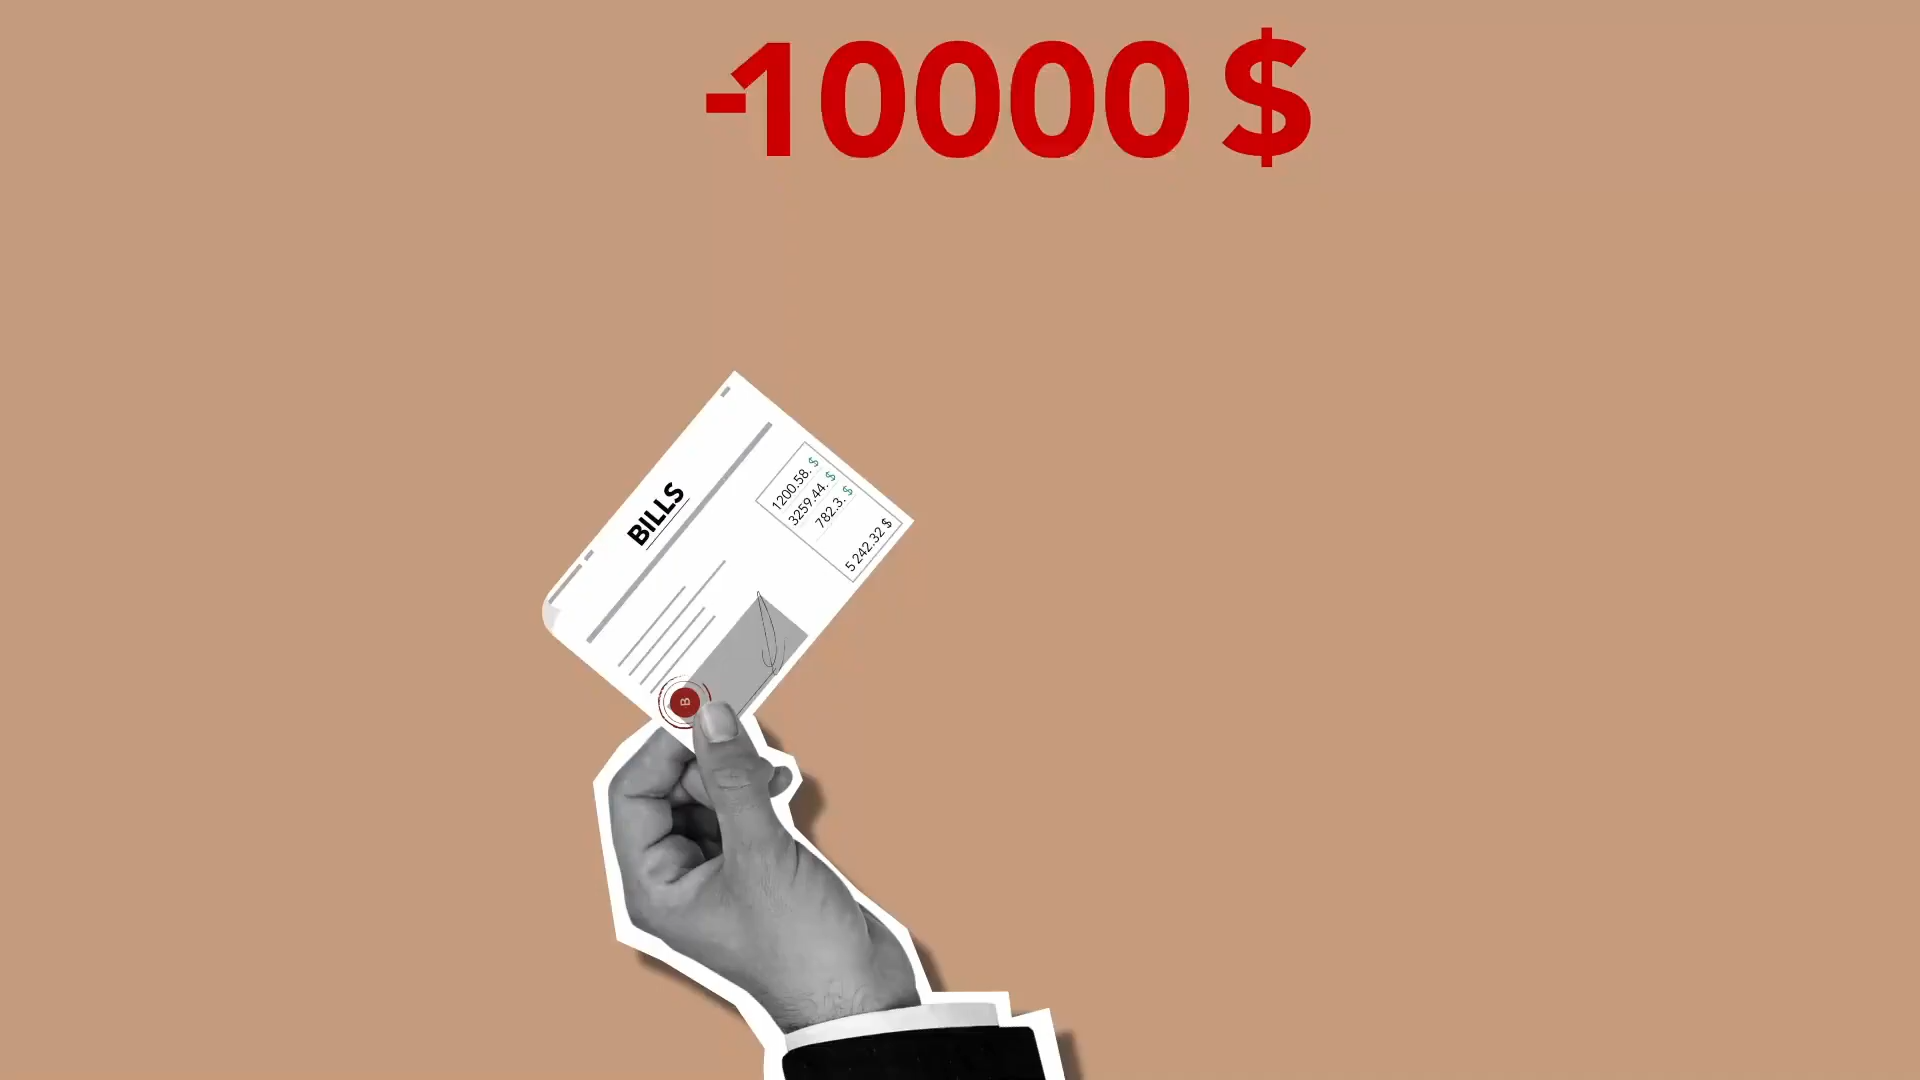 -10000 $
BILLS
1200.58. $
3259.44. $
782.3. $
5 242.32 $
B